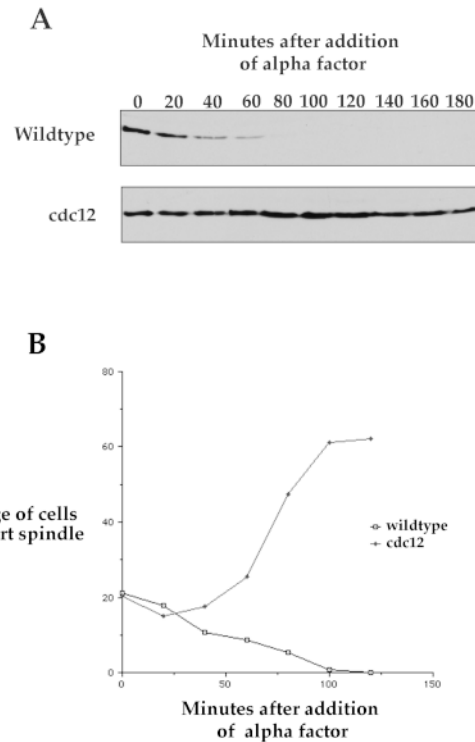 A
Minutes after addition
of alpha factor
0 20 40 60 80 100 120 140 160 180
Wildtype
cdc12
B
80
60
40
20
0
ge of cells
rt spindle
wildtype
cdc12
0 50 100 150
Minutes after addition
of alpha factor